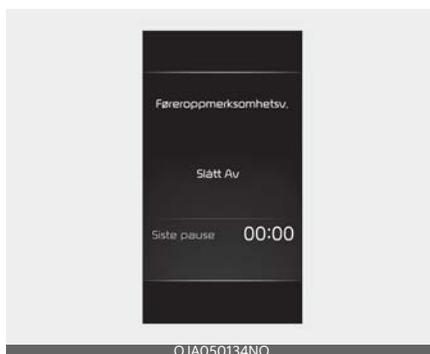 Føreroppmerksomhetsv.
Slått Av
Siste pause 00:00
OJA050134NO